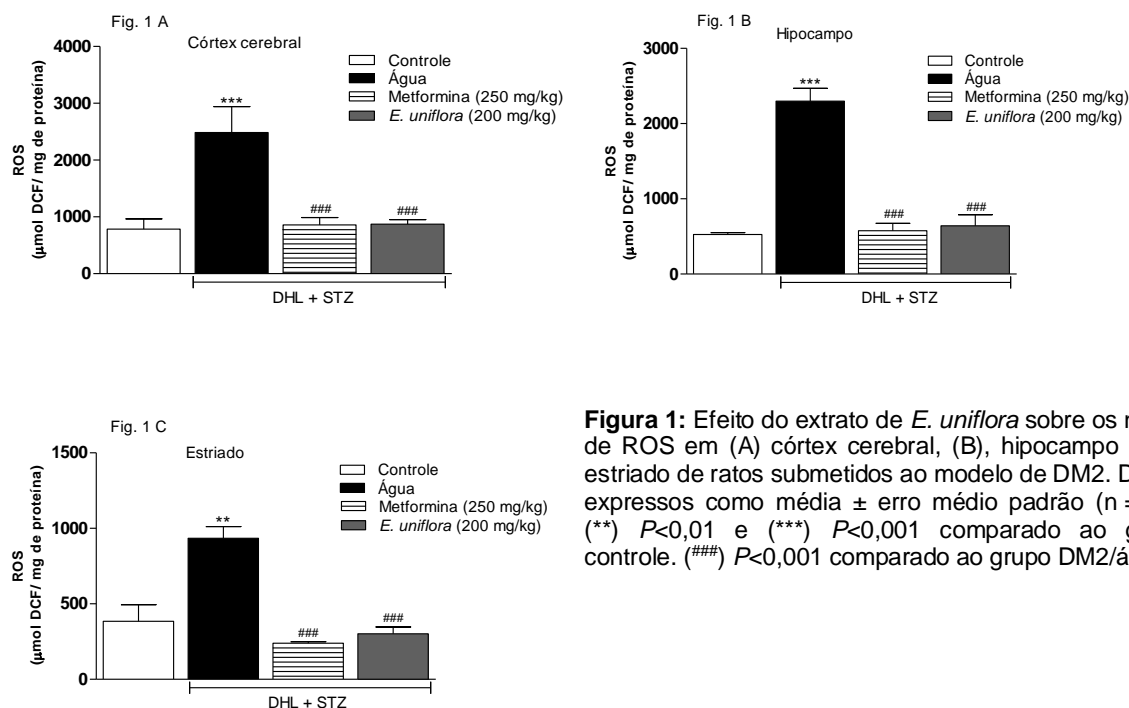 Fig. 1 A
Córtex cerebral
4000
3000
2000
1000
0
ROS
(µmol DCF/ mg de proteína)
***
###
###
Controle
Água
Metformina (250 mg/kg)
E. uniflora (200 mg/kg)
DHL + STZ
Fig. 1 B
Hipocampo
3000
2000
1000
0
ROS
(µmol DCF/ mg de proteína)
***
###
###
Controle
Água
Metformina (250 mg/kg)
E. uniflora (200 mg/kg)
DHL + STZ
Fig. 1 C
Estriado
1500
1000
500
0
ROS
(µmol DCF/ mg de proteína)
**
###
###
Controle
Água
Metformina (250 mg/kg)
E. uniflora (200 mg/kg)
DHL + STZ
Figura 1: Efeito do extrato de E. uniflora sobre os
de ROS em (A) córtex cerebral, (B), hipocampo
estriado de ratos submetidos ao modelo de DM2.
expressos como média ± erro médio padrão (n =
(**) P<0,01 e (***) P<0,001 comparado ao
controle. (###) P<0,001 comparado ao grupo